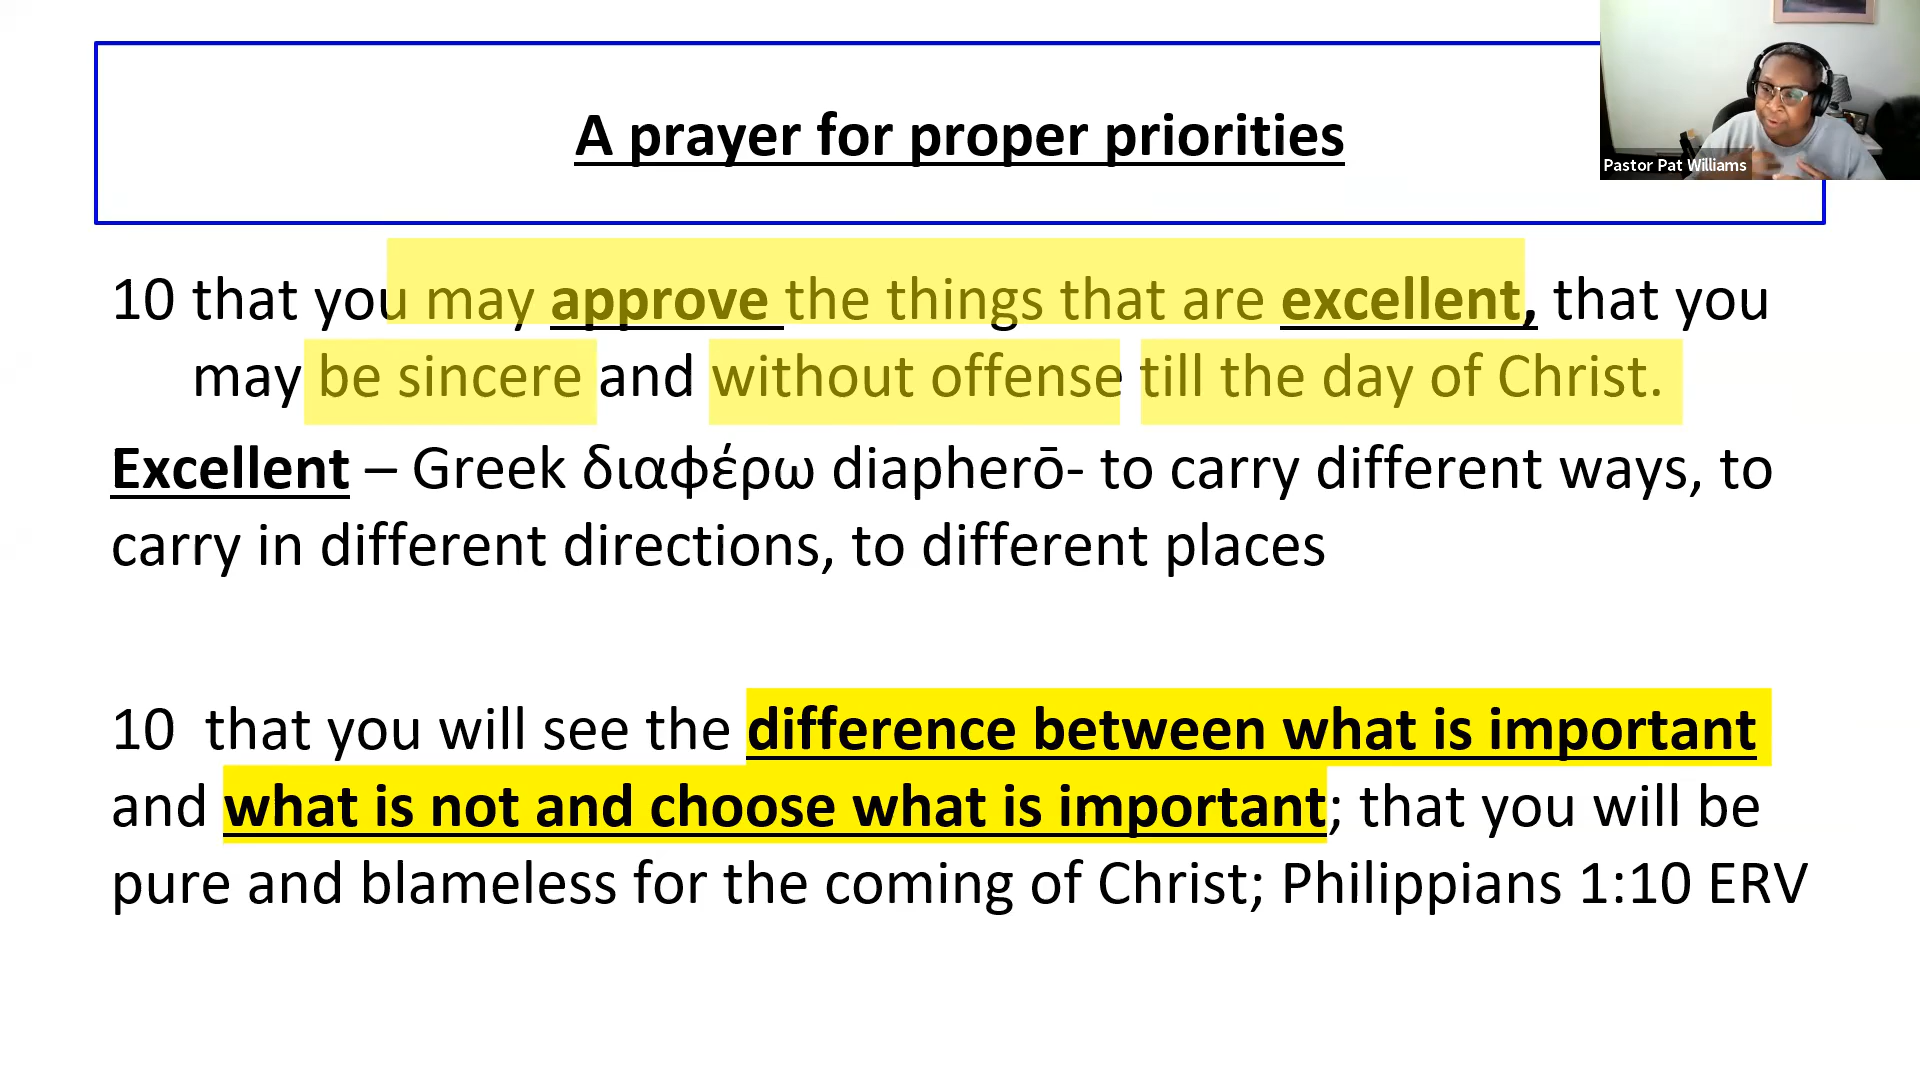 A prayer for proper priorities
Pastor Pat Williams
10 that you may approve the things that are excellent, that you
may be sincere and without offense till the day of Christ.
Excellent – Greek διαφέρω diapherō- to carry different ways, to
carry in different directions, to different places
10 that you will see the difference between what is important
and what is not and choose what is important; that you will be
pure and blameless for the coming of Christ; Philippians 1:10 ERV